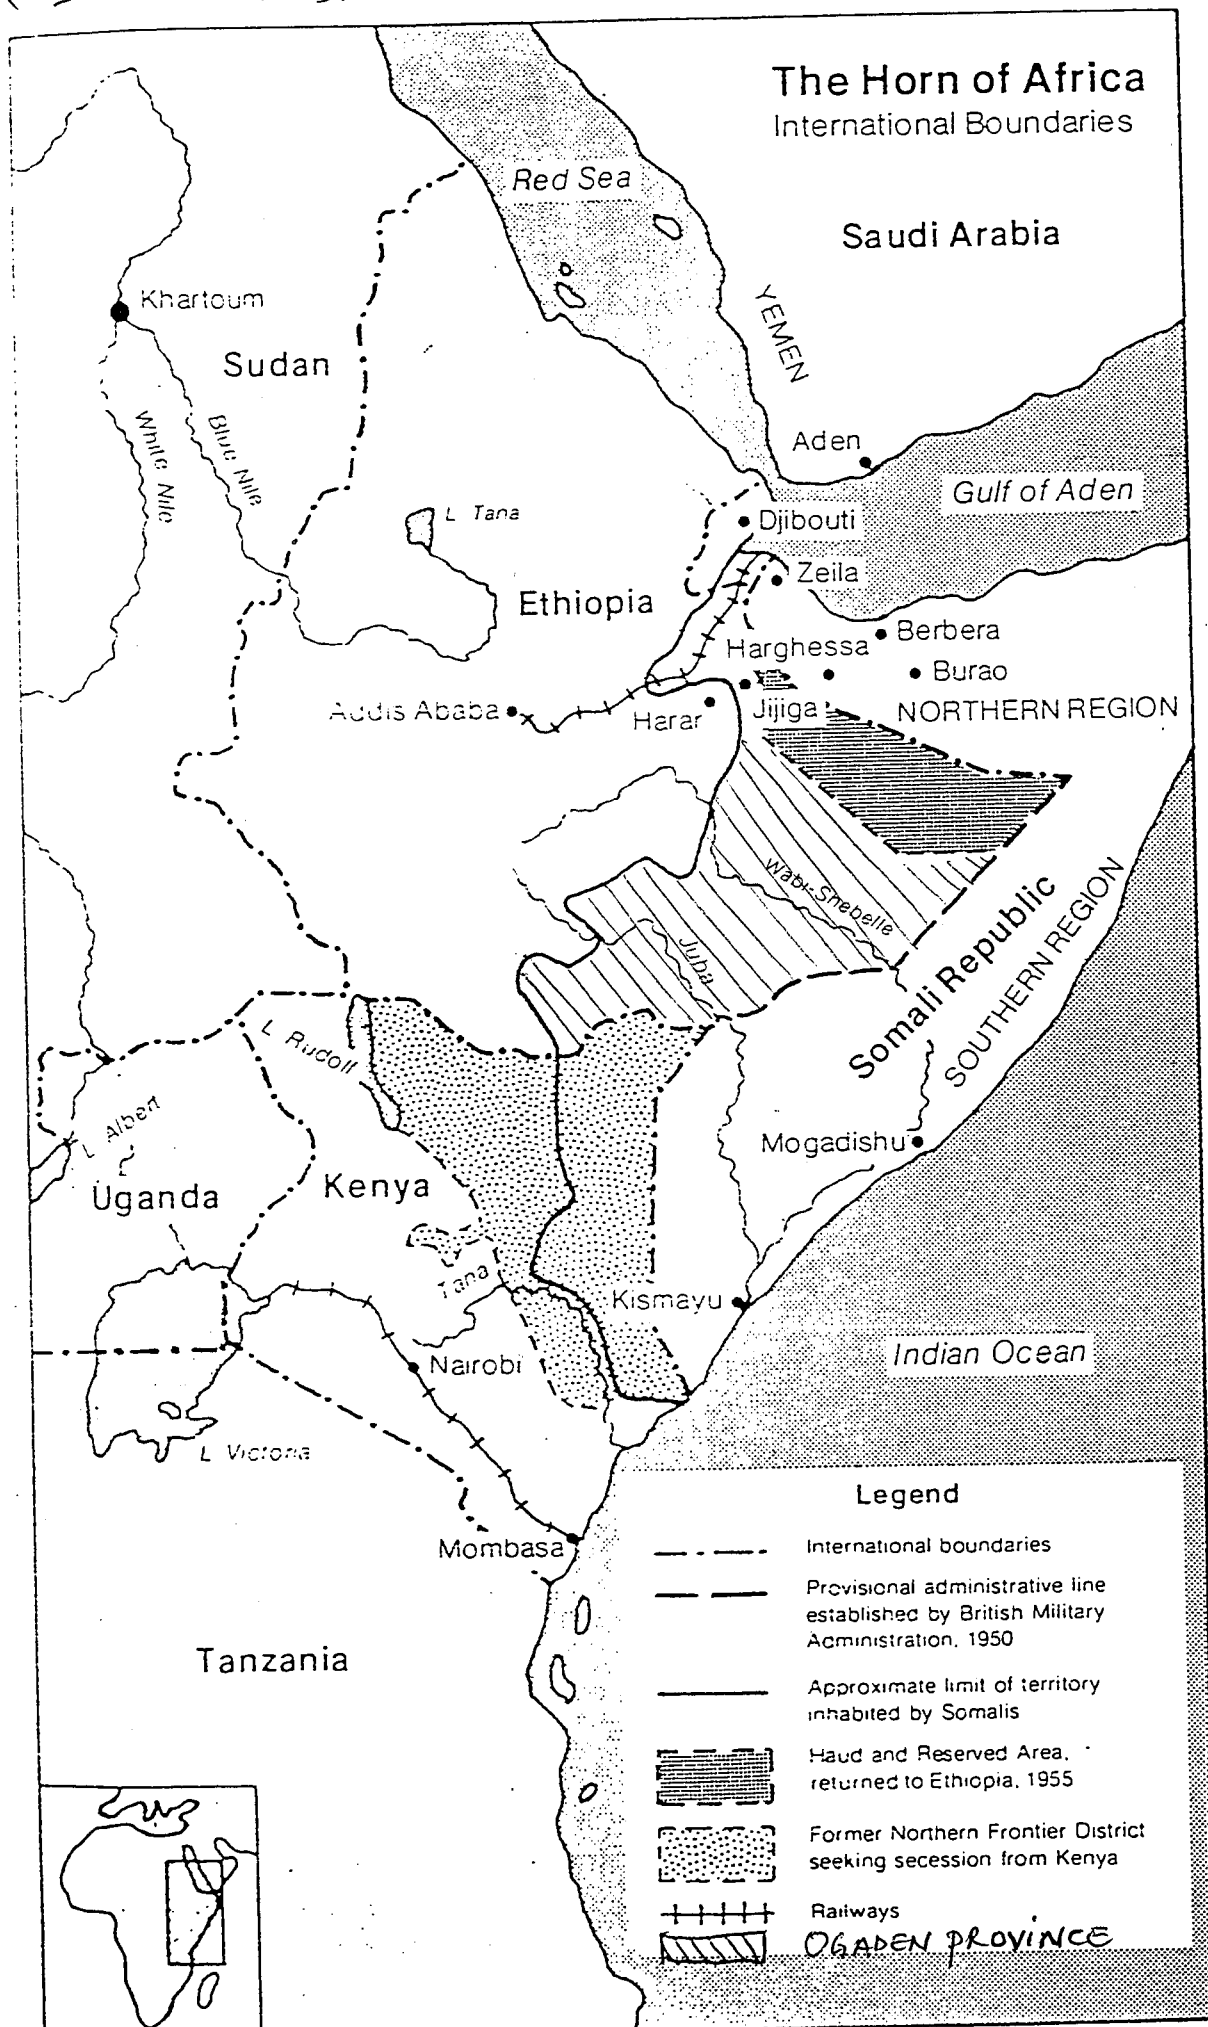 The Horn of Africa
International Boundaries
Red Sea
Saudi Arabia
YEMEN
Khartoum
Sudan
White Nile
Blue Nile
Aden
Gulf of Aden
L Tana
Djibouti
Ethiopia
Zeila
Berbera
Harghessa
Burao
Addis Ababa
Harar
Jijiga
NORTHERN REGION
Wabi-Shebelle
Juba
Somali Republic
SOUTHERN REGION
L Rudolf
L Albert
Uganda
Kenya
Mogadishu
Tana
Kismayu
Nairobi
Indian Ocean
L Victoria
Mombasa
Tanzania
Legend
International boundaries
Provisional administrative line
established by British Military
Administration, 1950
Approximate limit of territory
inhabited by Somalis
Haud and Reserved Area,
returned to Ethiopia, 1955
Former Northern Frontier District
seeking secession from Kenya
Railways
OGADEN PROVINCE